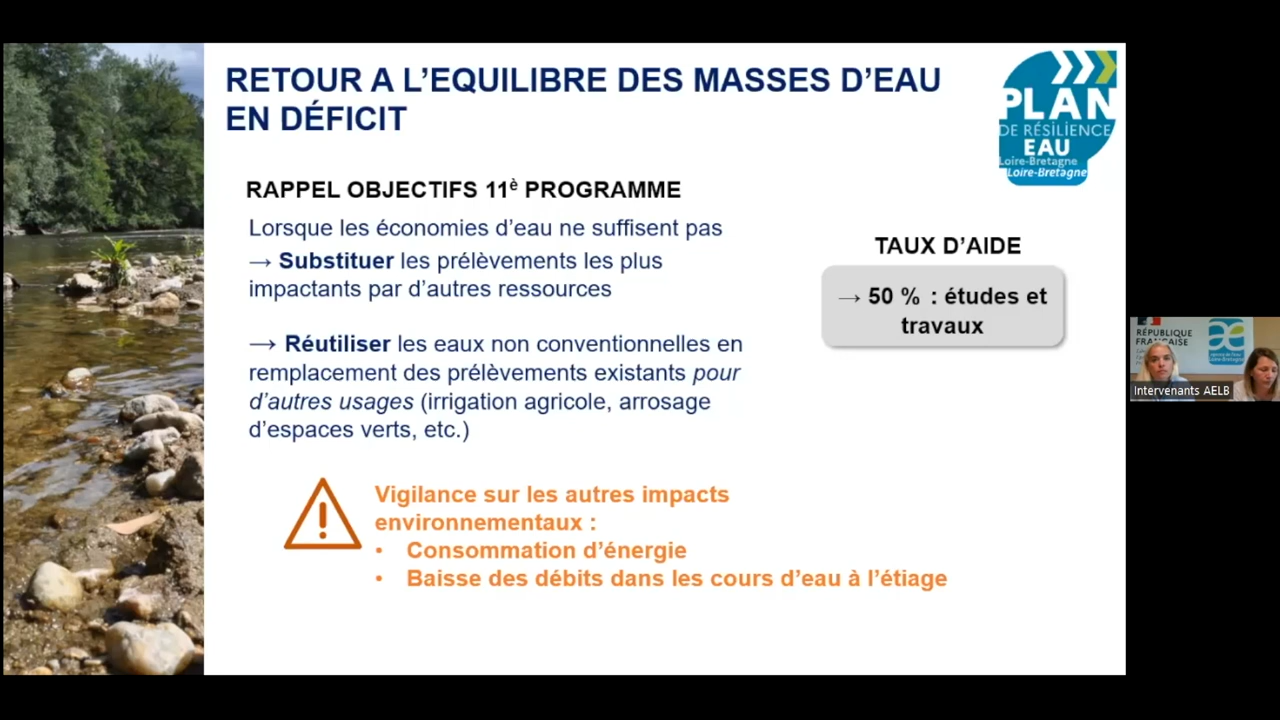 RETOUR A L’EQUILIBRE DES MASSES D’EAU
EN DÉFICIT
PLAN
DE RÉSILIENCE
EAU
Loire-Bretagne
Loire-Bretagne
RAPPEL OBJECTIFS 11è PROGRAMME
Lorsque les économies d’eau ne suffisent pas
→ Substituer les prélèvements les plus
impactants par d’autres ressources
→ Réutiliser les eaux non conventionnelles en
remplacement des prélèvements existants pour
d’autres usages (irrigation agricole, arrosage
d’espaces verts, etc.)
TAUX D’AIDE
→ 50 % : études et
travaux
Vigilance sur les autres impacts
environnementaux :
• Consommation d’énergie
• Baisse des débits dans les cours d’eau à l’étiage
RÉPUBLIQUE
FRANÇAISE
Intervenants AELB